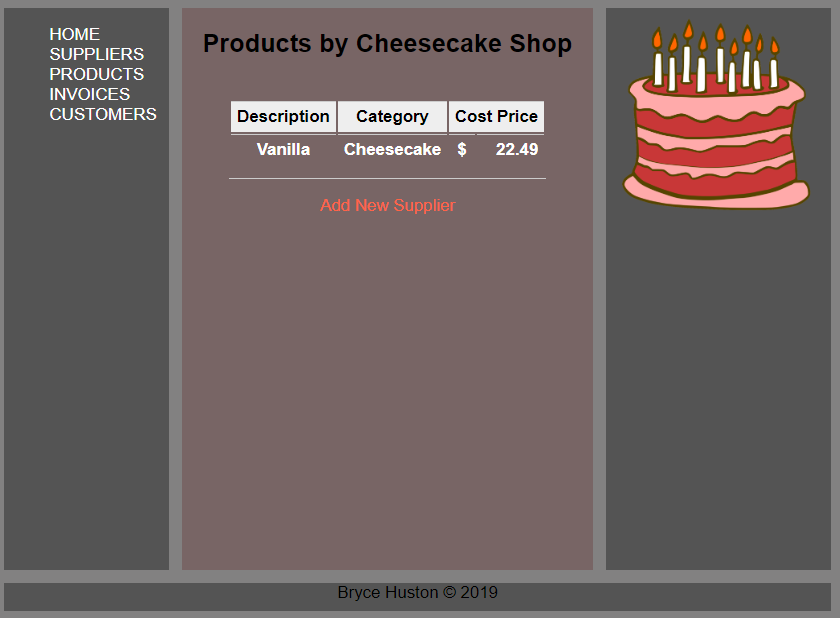 HOME
SUPPLIERS
PRODUCTS
INVOICES
CUSTOMERS
Products by Cheesecake Shop
Description Category Cost Price
Vanilla Cheesecake $ 22.49
Add New Supplier
Bryce Huston © 2019